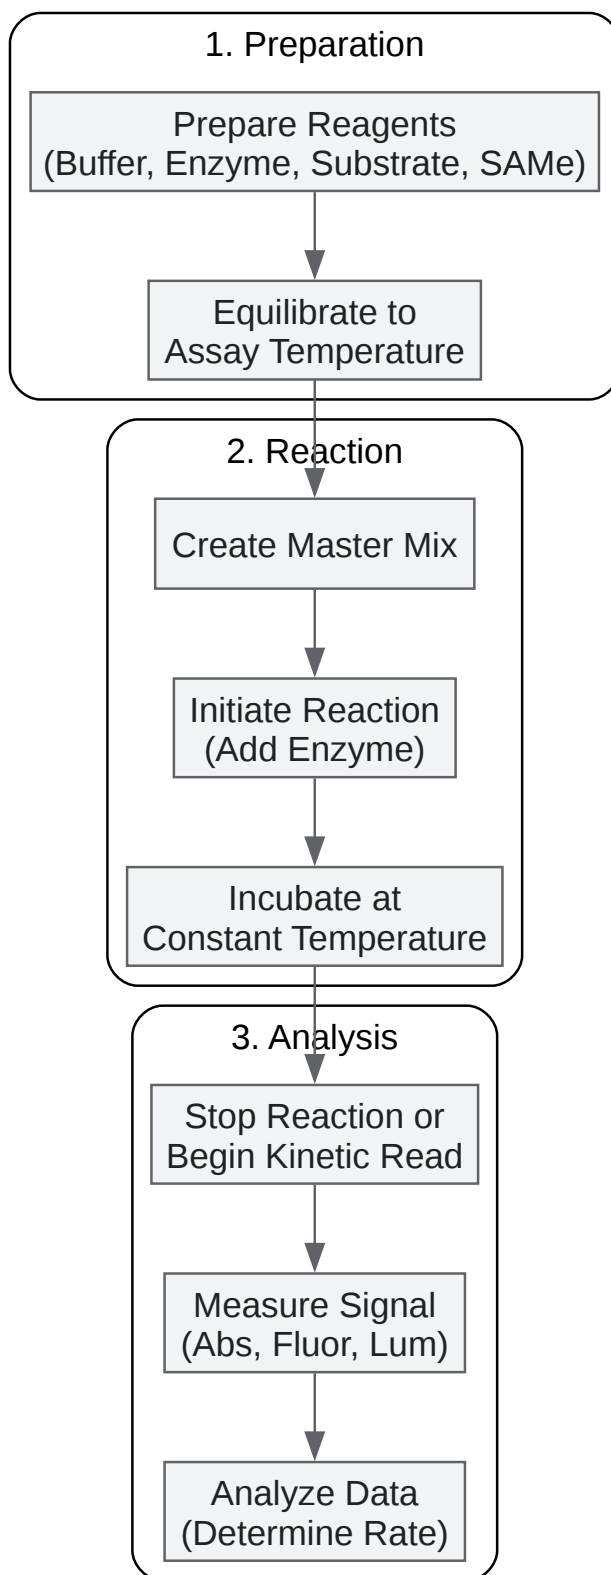 1. Preparation
Prepare Reagents
(Buffer, Enzyme, Substrate, SAMe)
Equilibrate to
Assay Temperature
2. Reaction
Create Master Mix
Initiate Reaction
(Add Enzyme)
Incubate at
Constant Temperature
3. Analysis
Stop Reaction or
Begin Kinetic Read
Measure Signal
(Abs, Fluor, Lum)
Analyze Data
(Determine Rate)